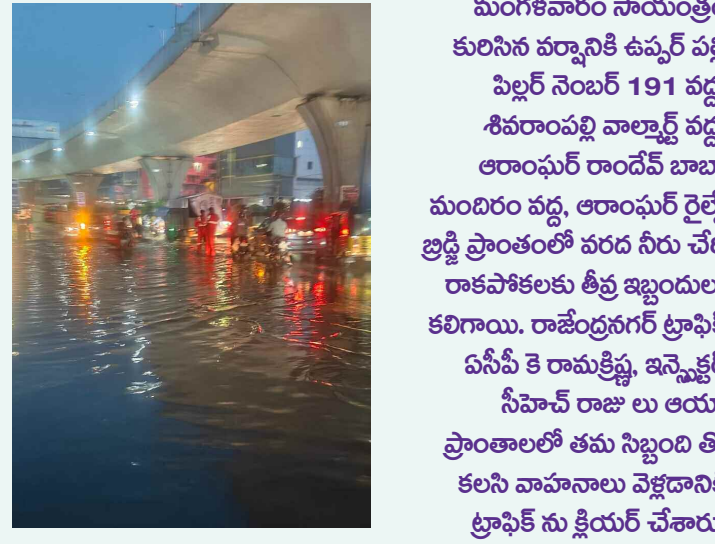 మంగళవారం సాయంత్రం
కురిసిన వర్షానికి ఉప్పర్ పల్లి
పిల్లర్ నెంబర్ 191 వద్ద
శివరాంపల్లి వాల్మార్ట్ వద్ద
ఆరాంఘర్ రాందేవ్ బాబా
మందిరం వద్ద, ఆరాంఘర్ రైల్వే
బ్రిడ్జి ప్రాంతంలో వరద నీరు చేరి
రాకపోకలకు తీవ్ర ఇబ్బందులు
కలిగాయి. రాజేంద్రనగర్ ట్రాఫిక్
ఏసీపీ కె రామక్రిష్ణ, ఇన్స్పెక్టర్
సీహెచ్ రాజు లు ఆయా
ప్రాంతాలలో తమ సిబ్బంది తో
కలసి వాహనాలు వెళ్లడానికి
ట్రాఫిక్ ను క్లియర్ చేశారు